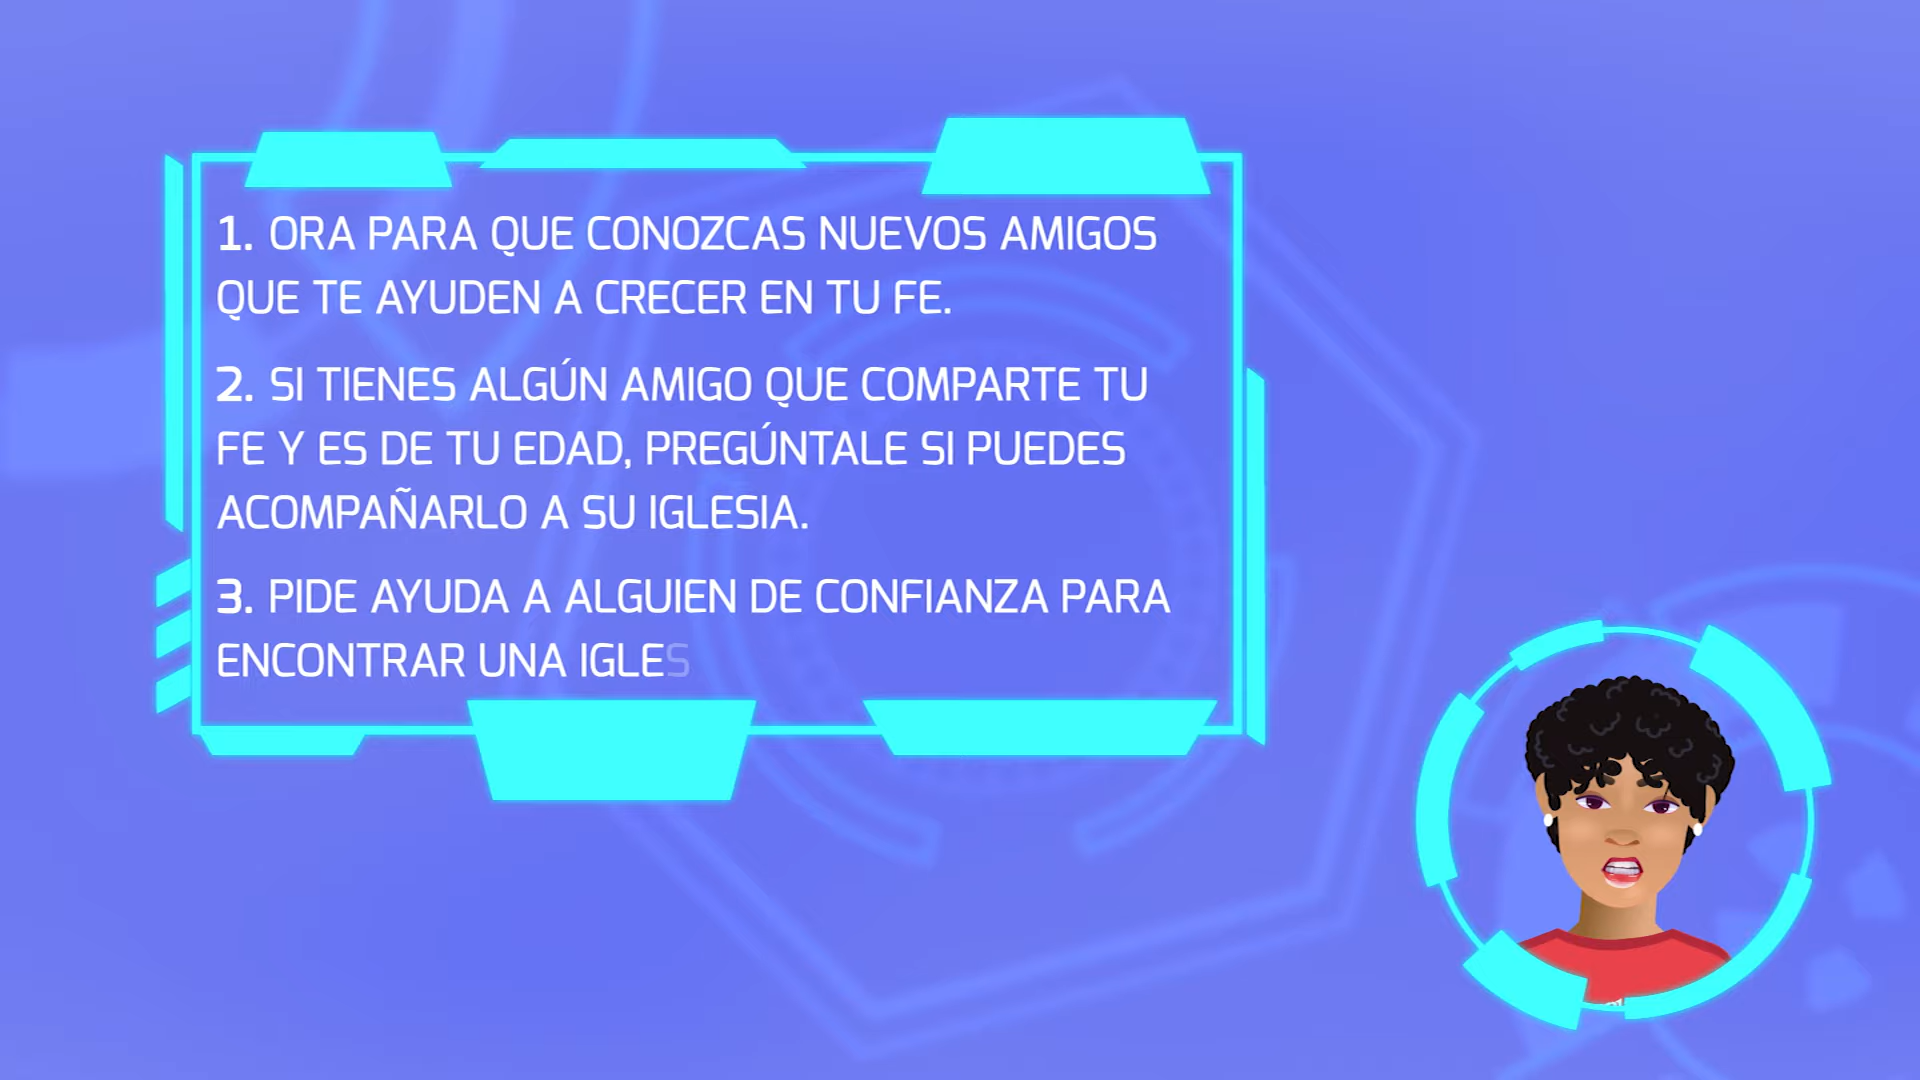 1. ORA PARA QUE CONOZCAS NUEVOS AMIGOS
QUE TE AYUDEN A CRECER EN TU FE.
2. SI TIENES ALGÚN AMIGO QUE COMPARTE TU
FE Y ES DE TU EDAD, PREGÚNTALE SI PUEDES
ACOMPAÑARLO A SU IGLESIA.
3. PIDE AYUDA A ALGUIEN DE CONFIANZA PARA
ENCONTRAR UNA IGLES